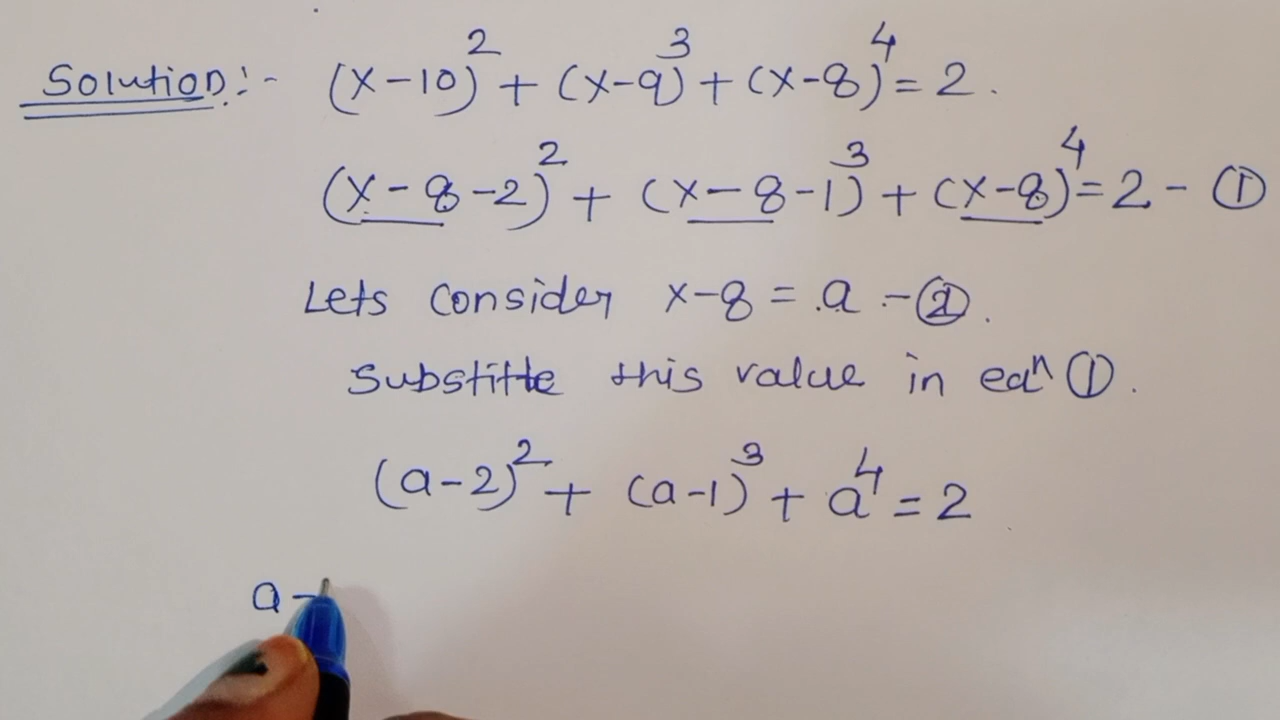 Solution:- (x-10)² + (x-9)³ + (x-8)⁴ = 2.
(x-8-2)² + (x-8-1)³ + (x-8)⁴ = 2 - ①
Lets consider x-8 = a - ②.
Substitte this value in eqⁿ ①.
(a-2)² + (a-1)³ + a⁴ = 2
a -